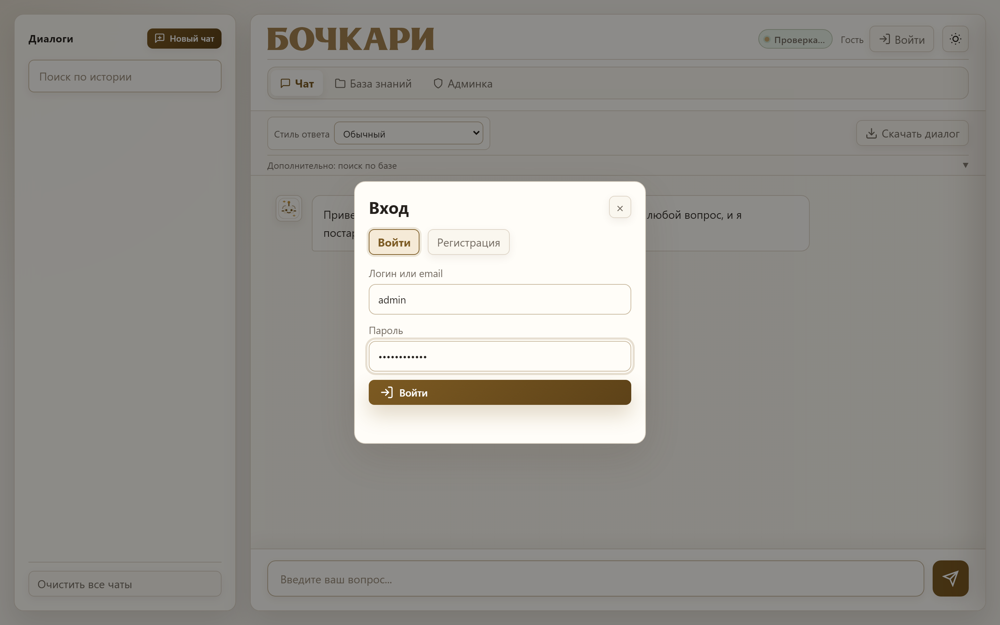 Диалоги
Новый чат
Поиск по истории
Очистить все чаты
БОЧКАРИ
Проверка...
Гость
Войти
Чат
База знаний
Админка
Стиль ответа
Обычный
Скачать диалог
Дополнительно: поиск по базе
▼
Приве
любой вопрос, и я
постар
Вход
×
Войти
Регистрация
Логин или email
admin
Пароль
••••••••••••
Войти
Введите ваш вопрос...